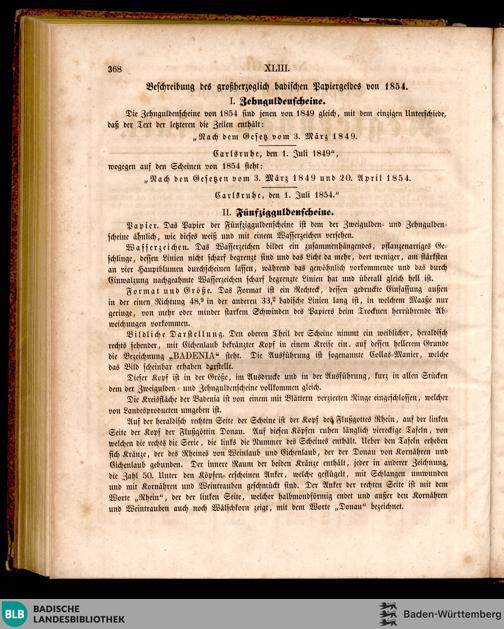 368
XLIII.
Beschreibung des großherzoglich badischen Papiergeldes von 1854.
I. Zehnguldenscheine.
Die Zehnguldenscheine von 1854 sind jenen von 1849 gleich, mit dem einzigen Unterschiede,
daß der Text der letzteren die Zeilen enthält:
„Nach dem Gesetz vom 3. März 1849.
Carlsruhe, den 1. Juli 1849“,
wogegen auf den Scheinen von 1854 steht:
„Nach den Gesetzen vom 3. März 1849 und 20. April 1854.
Carlsruhe, den 1. Juli 1854.“
II. Fünfzigguldenscheine.
Papier. Das Papier der Fünfzigguldenscheine ist dem der Zweigulden- und Zehngulden-
scheine ähnlich, wie dieses weiß und mit einem Wasserzeichen versehen.
Wasserzeichen. Das Wasserzeichen bildet ein zusammenhängendes, pflanzenartiges Ge-
schlinge, dessen Linien nicht scharf begrenzt sind und das Licht da mehr, dort weniger, am stärksten
an vier Hauptblumen durchscheinen lassen, während das gewöhnlich vorkommende und das durch
Einwalzung nachgeahmte Wasserzeichen scharf begrenzte Linien hat und überall gleich hell ist.
Format und Größe. Das Format ist ein Rechteck, dessen gedruckte Einfassung außen
in der einen Richtung 48,9 in der anderen 33,2 badische Linien lang ist, in welchem Maaße nur
geringe, von mehr oder minder starkem Schwinden des Papiers beim Trocknen herrührende Ab-
weichungen vorkommen.
Bildliche Darstellung. Den oberen Theil der Scheine nimmt ein weiblicher, heraldisch
rechts sehender, mit Eichenlaub bekränzter Kopf in einem Kreise ein, auf dessen hellerem Grunde
die Bezeichnung „BADENIA“ steht. Die Ausführung ist sogenannte Collas-Manier, welche
das Bild scheinbar erhaben darstellt.
Dieser Kopf ist in der Größe, im Ausdrucke und in der Ausführung, kurz in allen Stücken
dem der Zweigulden- und Zehnguldenscheine vollkommen gleich.
Die Kreisfläche der Badenia ist von einem mit Blättern verzierten Ringe eingeschlossen, welcher
von Landesproducten umgeben ist.
Auf der heraldisch rechten Seite der Scheine ist der Kopf des Flußgottes Rhein, auf der linken
Seite der Kopf der Flußgöttin Donau. Auf diesen Köpfen ruhen länglich viereckige Tafeln, von
welchen die rechts die Serie, die links die Nummer des Scheines enthält. Ueber den Tafeln erheben
sich Kränze, der des Rheines von Weinlaub und Eichenlaub, der der Donau von Kornähren und
Eichenlaub gebunden. Der innere Raum der beiden Kränze enthält, jeder in anderer Zeichnung,
die Zahl 50. Unter den Köpfen erscheinen Anker, welche geflügelt, mit Schlangen umwunden
und mit Kornähren und Weintrauben geschmückt sind. Der Anker der rechten Seite ist mit dem
Worte „Rhein“, der der linken Seite, welcher halbmondförmig endet und außer den Kornähren
und Weintrauben auch noch Wälschkorn zeigt, mit dem Worte „Donau“ bezeichnet.
BLB
BADISCHE
LANDESBIBLIOTHEK
Baden-Württemberg